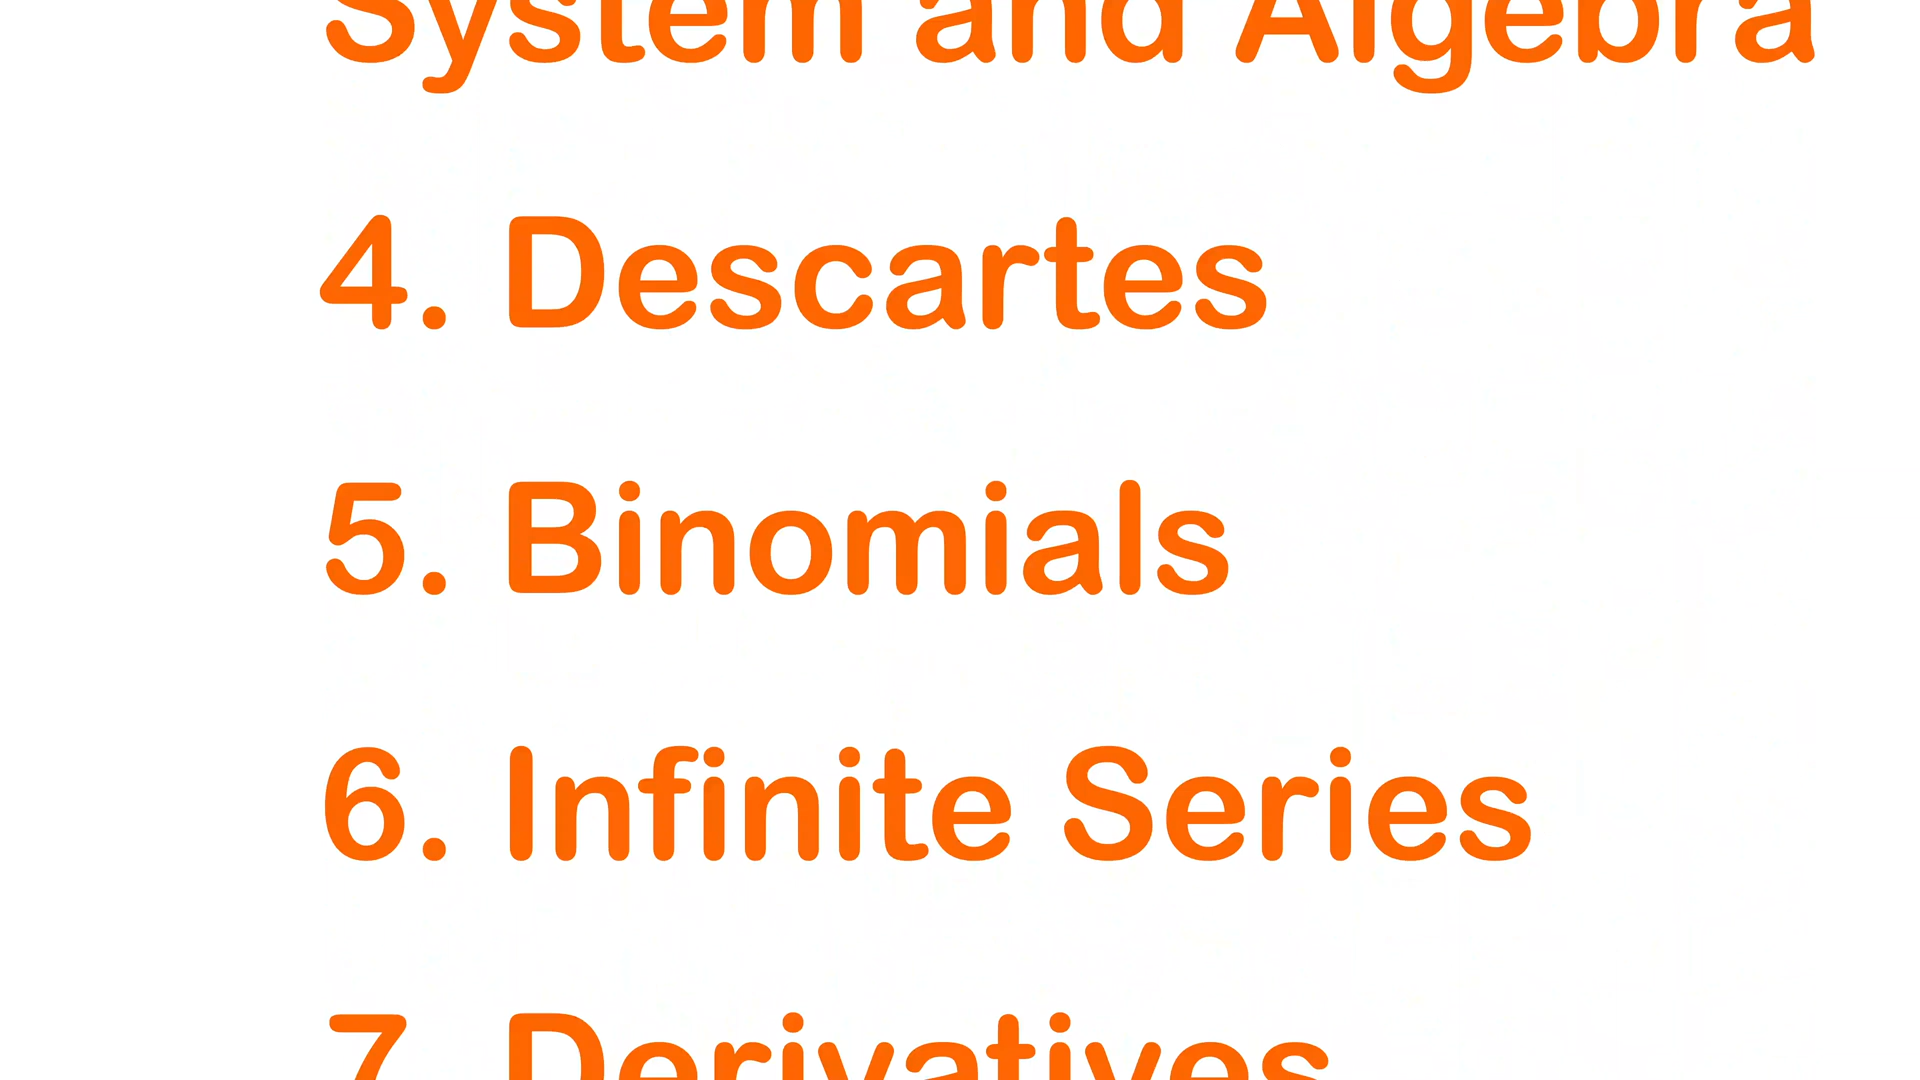 System and Algebra
4. Descartes
5. Binomials
6. Infinite Series
7. Derivatives